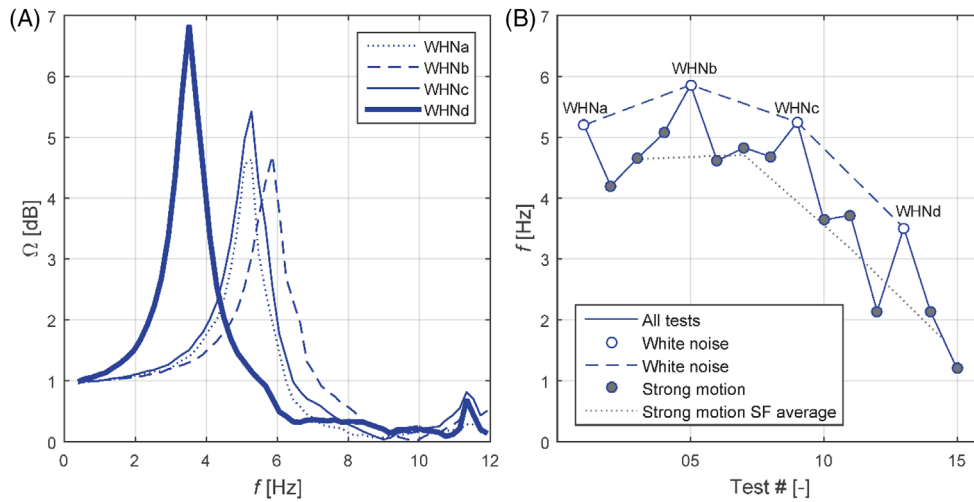 (A)
7
6
5
4
3
2
1
0
Ω [dB]
0
2
4
6
8
10
12
f [Hz]
WHNa
WHNb
WHNc
WHNd
(B)
7
6
5
4
3
2
1
0
f [Hz]
WHNa
WHNb
WHNc
WHNd
All tests
White noise
White noise
Strong motion
Strong motion SF average
05
10
15
Test # [-]